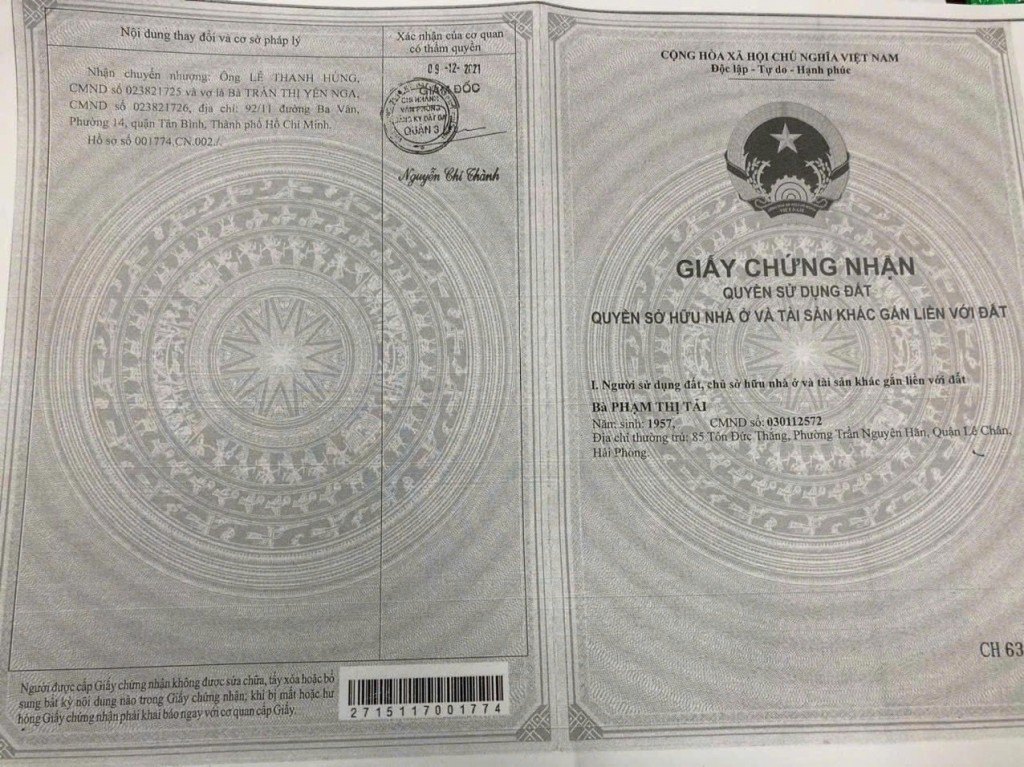 Nội dung thay đổi và cơ sở pháp lý
Xác nhận của cơ quan
có thẩm quyền
Nhận chuyển nhượng: Ông LÊ THANH HÙNG,
CMND số 023821725 và vợ là Bà TRẦN THỊ YẾN NGA,
CMND số 023821726, địa chỉ: 92/11 đường Ba Vân,
Phường 14, quận Tân Bình, Thành phố Hồ Chí Minh.
Hồ sơ số 001774.CN.002./.
09-12-2021
GIÁM ĐỐC
CHI NHÁNH
VĂN PHÒNG
ĐĂNG KÝ ĐẤT ĐAI
QUẬN 3
Nguyễn Chí Thành
Người được cấp Giấy chứng nhận không được sửa chữa, tẩy xóa hoặc bổ
sung bất kỳ nội dung nào trong Giấy chứng nhận; khi bị mất hoặc hư
hỏng Giấy chứng nhận phải khai báo ngay với cơ quan cấp Giấy.
2715117001774
CỘNG HÒA XÃ HỘI CHỦ NGHĨA VIỆT NAM
Độc lập - Tự do - Hạnh phúc
VIỆT NAM
GIẤY CHỨNG NHẬN
QUYỀN SỬ DỤNG ĐẤT
QUYỀN SỞ HỮU NHÀ Ở VÀ TÀI SẢN KHÁC GẮN LIỀN VỚI ĐẤT
I. Người sử dụng đất, chủ sở hữu nhà ở và tài sản khác gắn liền với đất
Bà PHẠM THỊ TẢI
Năm sinh: 1957, CMND số: 030112572
Địa chỉ thường trú: 85 Tôn Đức Thắng, Phường Trần Nguyên Hãn, Quận Lê Chân,
Hải Phòng.
CH 63